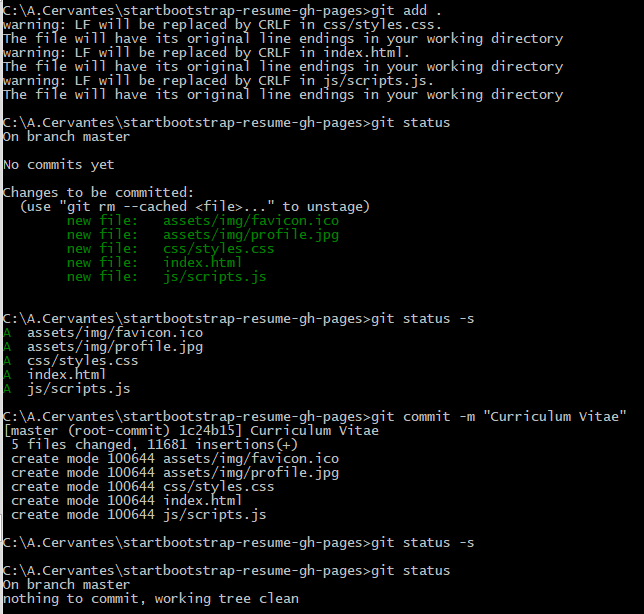 C:\A.Cervantes\startbootstrap-resume-gh-pages>git add .
warning: LF will be replaced by CRLF in css/styles.css.
The file will have its original line endings in your working directory
warning: LF will be replaced by CRLF in index.html.
The file will have its original line endings in your working directory
warning: LF will be replaced by CRLF in js/scripts.js.
The file will have its original line endings in your working directory
C:\A.Cervantes\startbootstrap-resume-gh-pages>git status
On branch master
No commits yet
Changes to be committed:
(use "git rm --cached <file>..." to unstage)
new file: assets/img/favicon.ico
new file: assets/img/profile.jpg
new file: css/styles.css
new file: index.html
new file: js/scripts.js
C:\A.Cervantes\startbootstrap-resume-gh-pages>git status -s
A assets/img/favicon.ico
A assets/img/profile.jpg
A css/styles.css
A index.html
A js/scripts.js
C:\A.Cervantes\startbootstrap-resume-gh-pages>git commit -m "Curriculum Vitae"
[master (root-commit) 1c24b15] Curriculum Vitae
5 files changed, 11681 insertions(+)
create mode 100644 assets/img/favicon.ico
create mode 100644 assets/img/profile.jpg
create mode 100644 css/styles.css
create mode 100644 index.html
create mode 100644 js/scripts.js
C:\A.Cervantes\startbootstrap-resume-gh-pages>git status -s
C:\A.Cervantes\startbootstrap-resume-gh-pages>git status
On branch master
nothing to commit, working tree clean